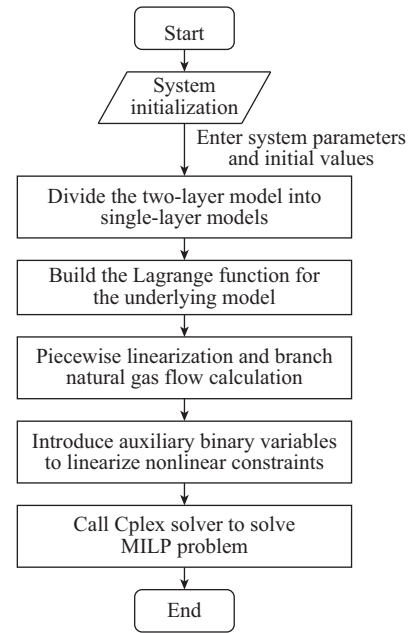 Start
System
initialization
Enter system parameters
and initial values
Divide the two-layer model into
single-layer models
Build the Lagrange function for
the underlying model
Piecewise linearization and branch
natural gas flow calculation
Introduce auxiliary binary variables
to linearize nonlinear constraints
Call Cplex solver to solve
MILP problem
End